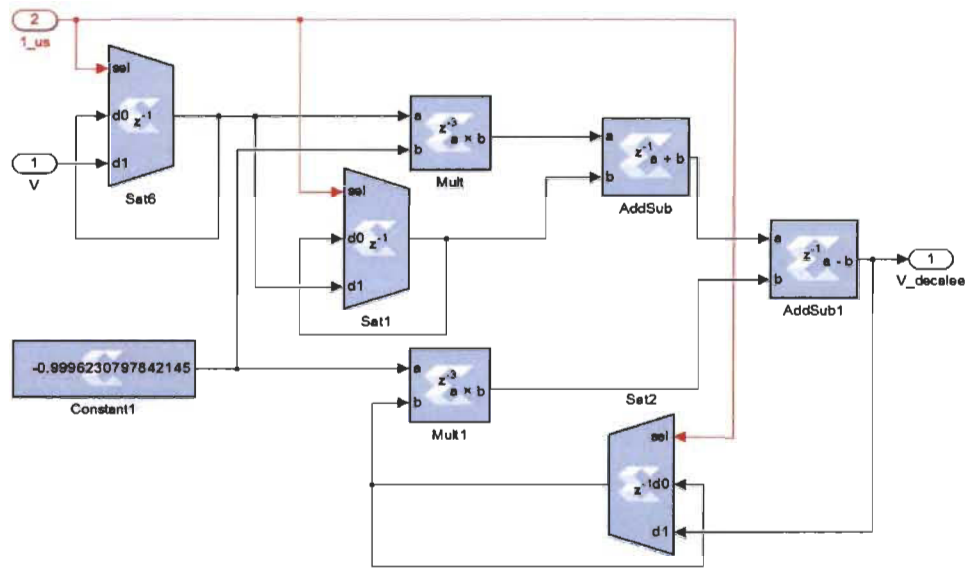 2
1_us
sel
d0 z⁻¹
d1
1
V
Sat6
a
b
z⁻³
a × b
Mult
sel
d0 z⁻¹
d1
Sat1
a
b
z⁻¹
a + b
AddSub
a
b
z⁻¹
a - b
AddSub1
1
V_decalee
-0.9996230797842145
Constant1
a
b
z⁻³
a × b
Mult1
Sat2
sel
z⁻¹d0
d1